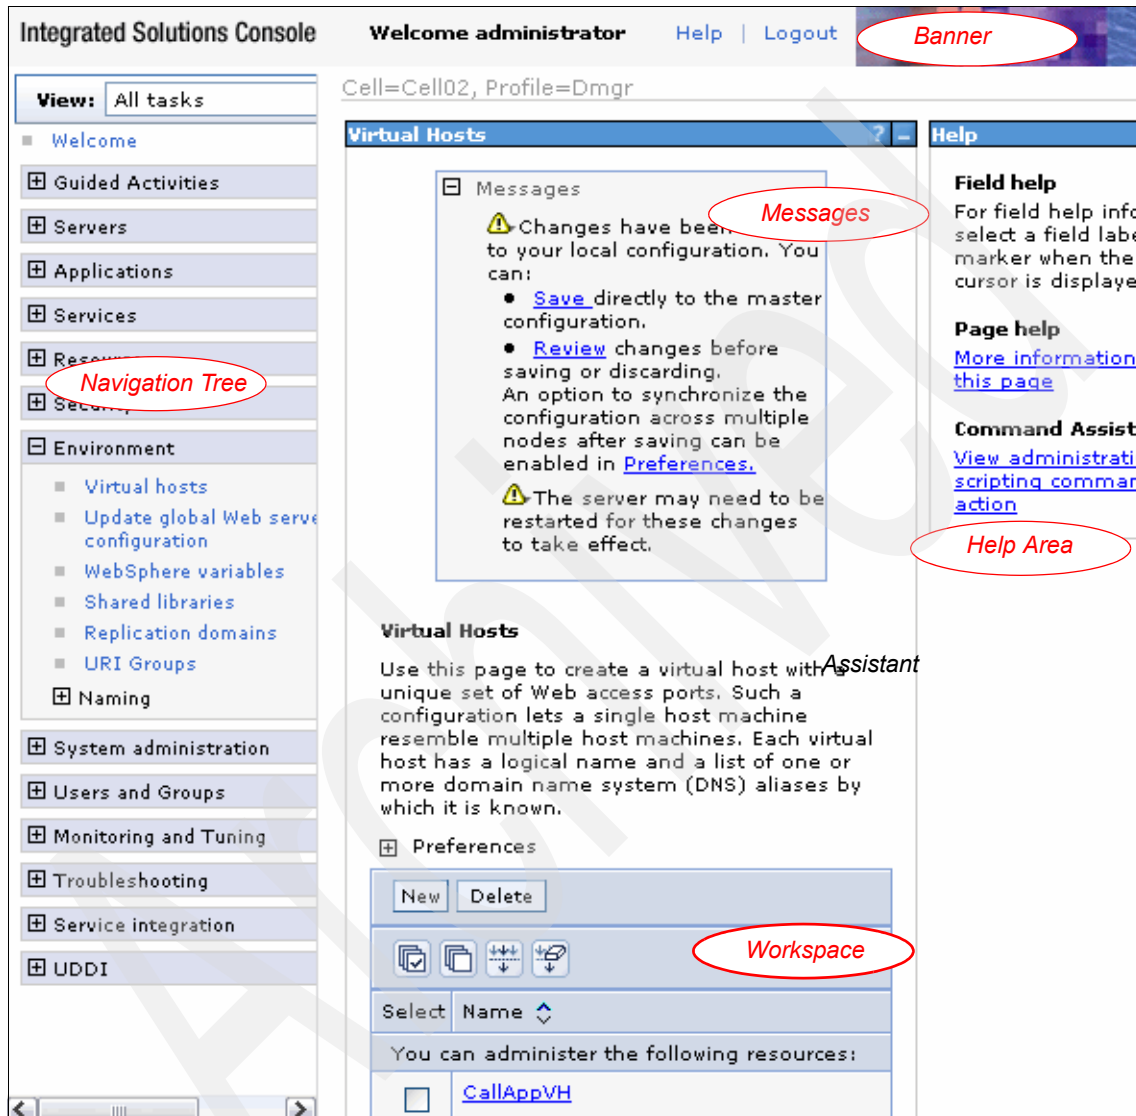 Integrated Solutions Console
Welcome administrator
Help | Logout
Banner
View: All tasks
Welcome
Guided Activities
Servers
Applications
Services
Navigation Tree
Environment
Virtual hosts
Update global Web serve
configuration
WebSphere variables
Shared libraries
Replication domains
URI Groups
Naming
System administration
Users and Groups
Monitoring and Tuning
Troubleshooting
Service integration
UDDI
Cell=Cell02, Profile=Dmgr
Virtual Hosts ?
Messages
Messages
Changes have been
to your local configuration. You
can:
• Save directly to the master
configuration.
• Review changes before
saving or discarding.
An option to synchronize the
configuration across multiple
nodes after saving can be
enabled in Preferences.
The server may need to be
restarted for these changes
to take effect.
Virtual Hosts
Use this page to create a virtual host with a
Assistant
unique set of Web access ports. Such a
configuration lets a single host machine
resemble multiple host machines. Each virtual
host has a logical name and a list of one or
more domain name system (DNS) aliases by
which it is known.
Preferences
New Delete
Workspace
Select Name
You can administer the following resources:
CallAppVH
Help
Field help
For field help info
select a field labe
marker when the
cursor is displaye
Page help
More information
this page
Command Assist
View administrati
scripting comman
action
Help Area
Archived